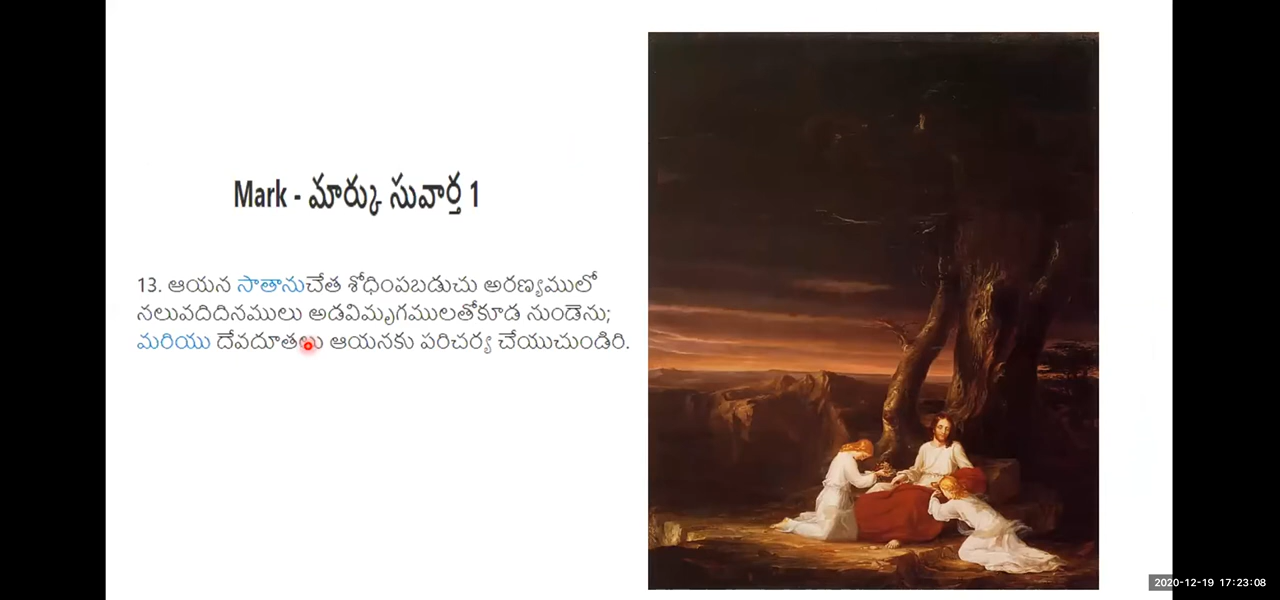 Mark - మార్కు సువార్త 1
13. ఆయన సాతానుచేత శోధింపబడుచు అరణ్యములో
నలువదిదినములు అడవిమృగములతోకూడ నుండెను;
మరియు దేవదూతలు ఆయనకు పరిచర్య చేయుచుండిరి.
2020-12-19 17:23:08